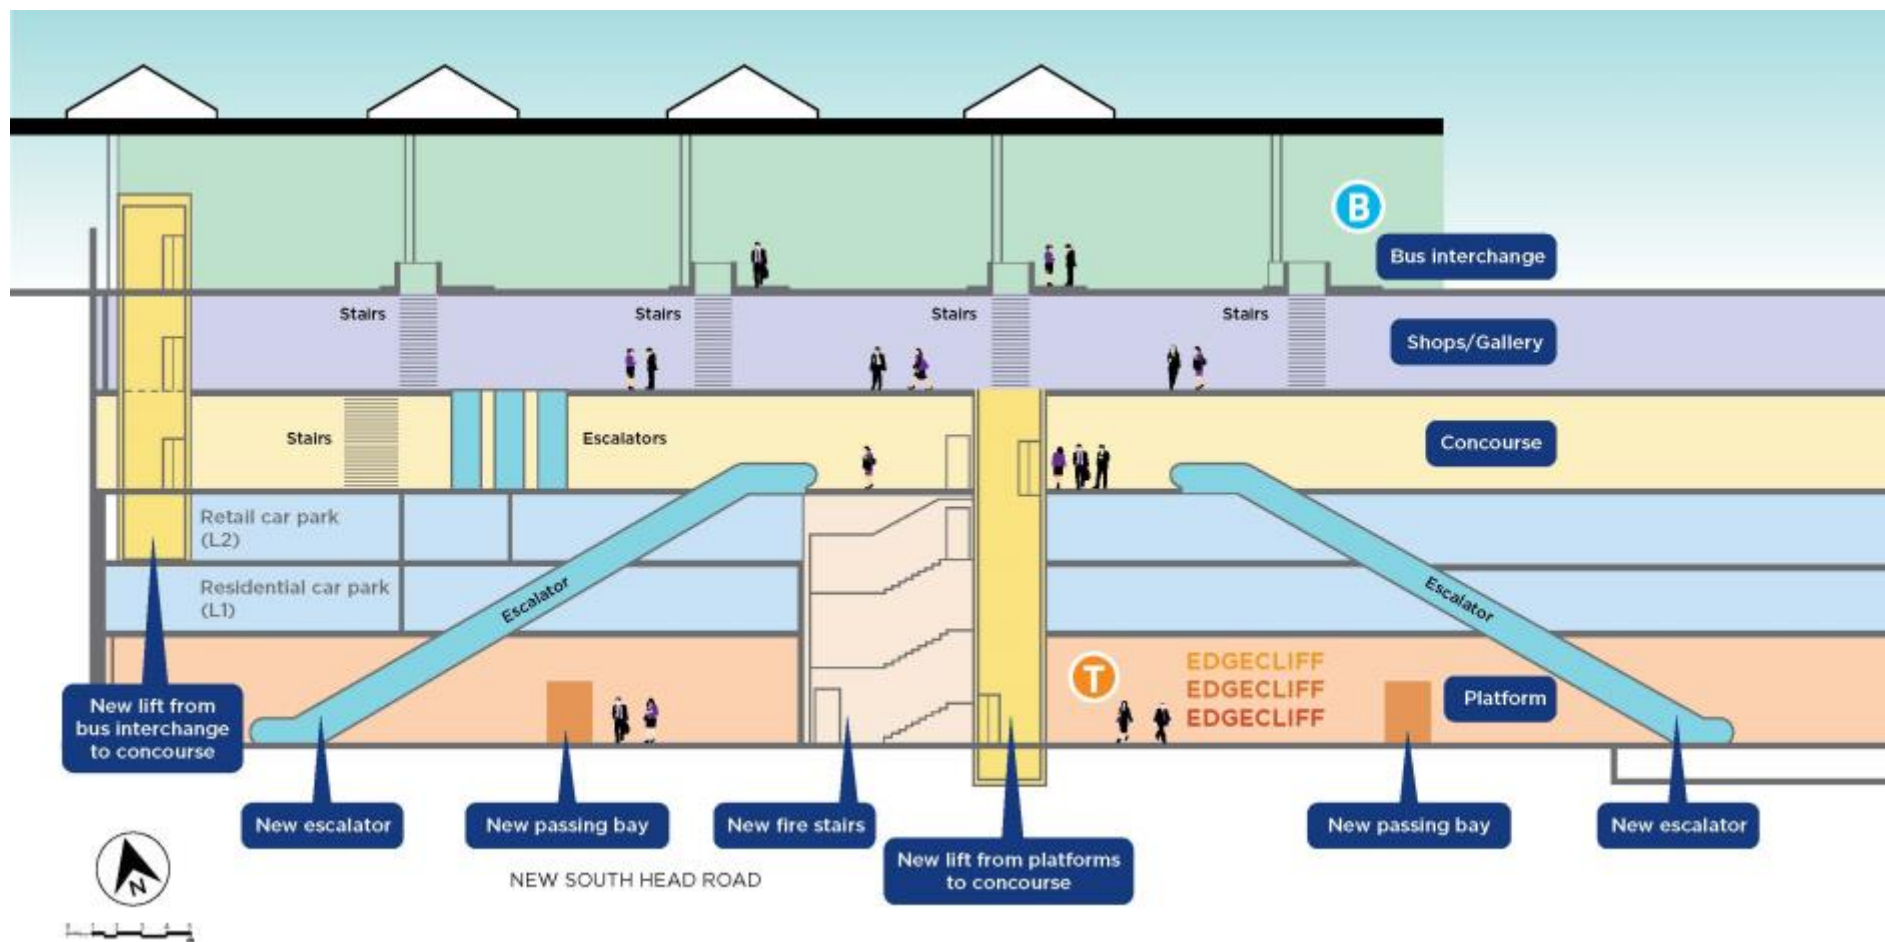 B
Bus interchange
Stairs
Stairs
Stairs
Stairs
Shops/Gallery
Stairs
Escalators
Concourse
Retail car park
(L2)
Residential car park
(L1)
Escalator
Escalator
T
EDGECLIFF
EDGECLIFF
EDGECLIFF
Platform
New lift from
bus interchange
to concourse
New escalator
New passing bay
New fire stairs
New lift from platforms
to concourse
New passing bay
New escalator
N
NEW SOUTH HEAD ROAD